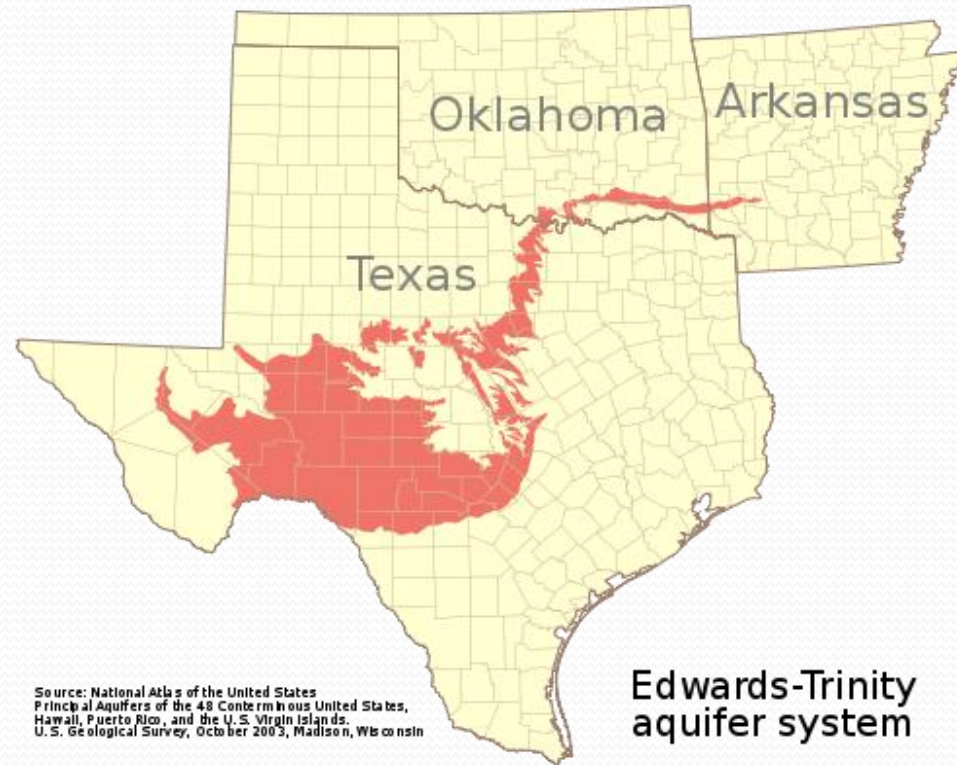 Oklahoma
Arkansas
Texas
Source: National Atlas of the United States
Principal Aquifers of the 48 Conterminous United States,
Hawaii, Puerto Rico, and the U.S. Virgin Islands.
U.S. Geological Survey, October 2003, Madison, Wisconsin
Edwards-Trinity
aquifer system